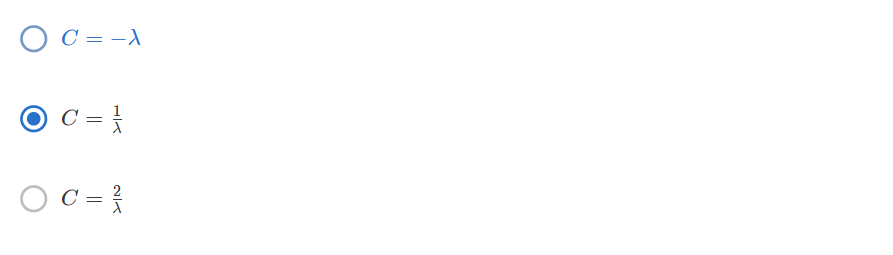 C = −λ
C = 1/λ
C = 2/λ